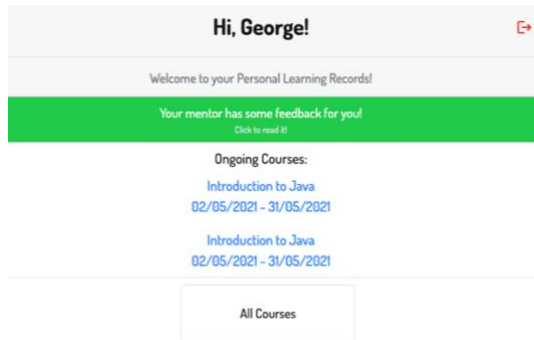 Hi, George!
Welcome to your Personal Learning Records!
Your mentor has some feedback for you!
Click to read it!
Ongoing Courses:
Introduction to Java
02/05/2021 - 31/05/2021
Introduction to Java
02/05/2021 - 31/05/2021
All Courses